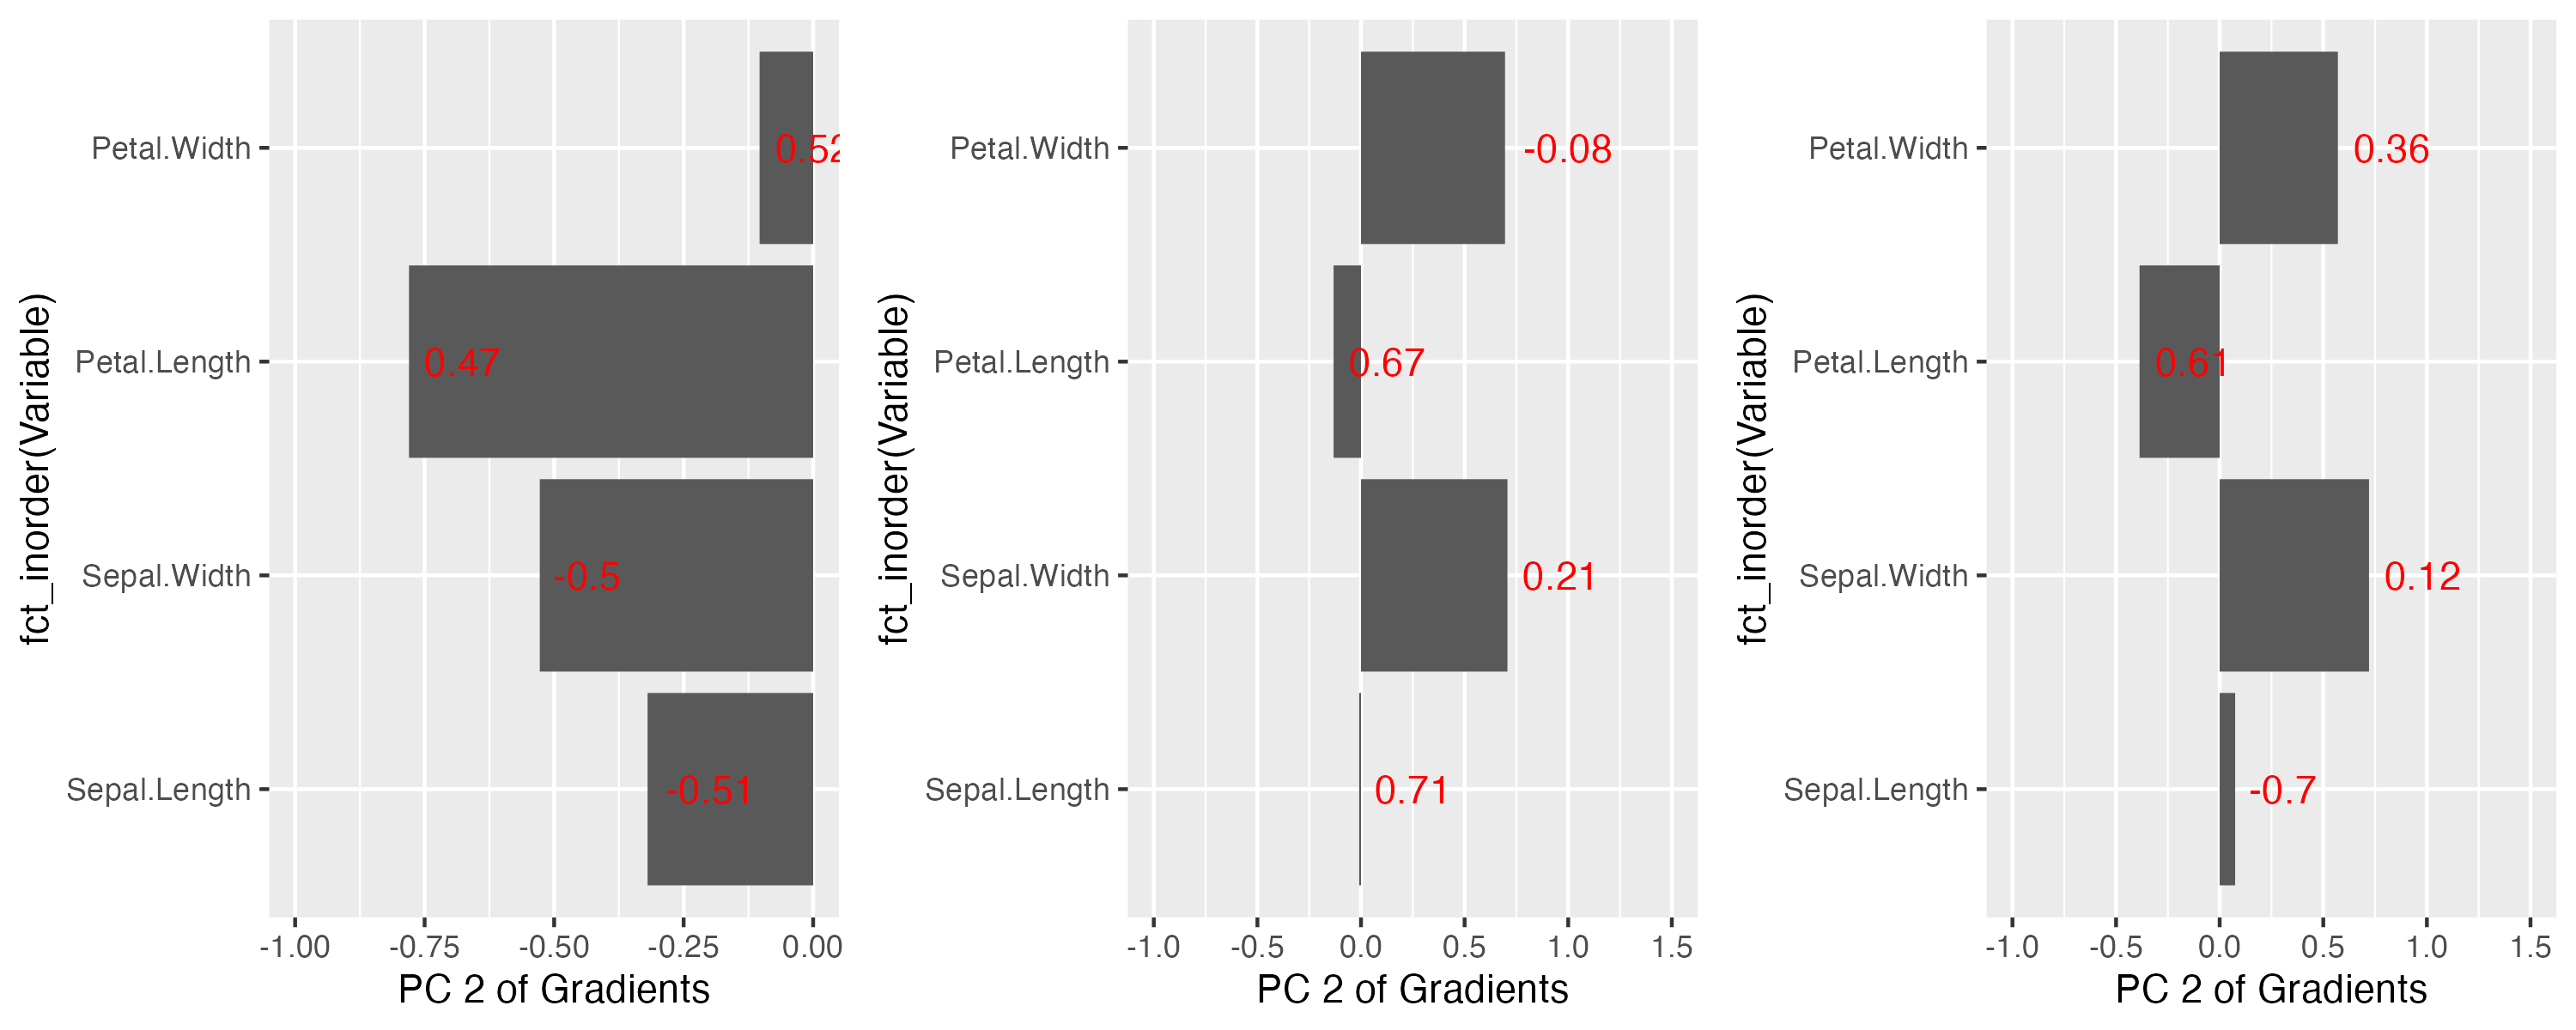 fct_inorder(Variable)
Petal.Width
0.52
Petal.Length
0.47
Sepal.Width
-0.5
Sepal.Length
-0.51
-1.00 -0.75 -0.50 -0.25 0.00
PC 2 of Gradients
fct_inorder(Variable)
Petal.Width
-0.08
Petal.Length
0.67
Sepal.Width
0.21
Sepal.Length
0.71
-1.0 -0.5 0.0 0.5 1.0 1.5
PC 2 of Gradients
fct_inorder(Variable)
Petal.Width
0.36
Petal.Length
0.61
Sepal.Width
0.12
Sepal.Length
-0.7
-1.0 -0.5 0.0 0.5 1.0 1.5
PC 2 of Gradients